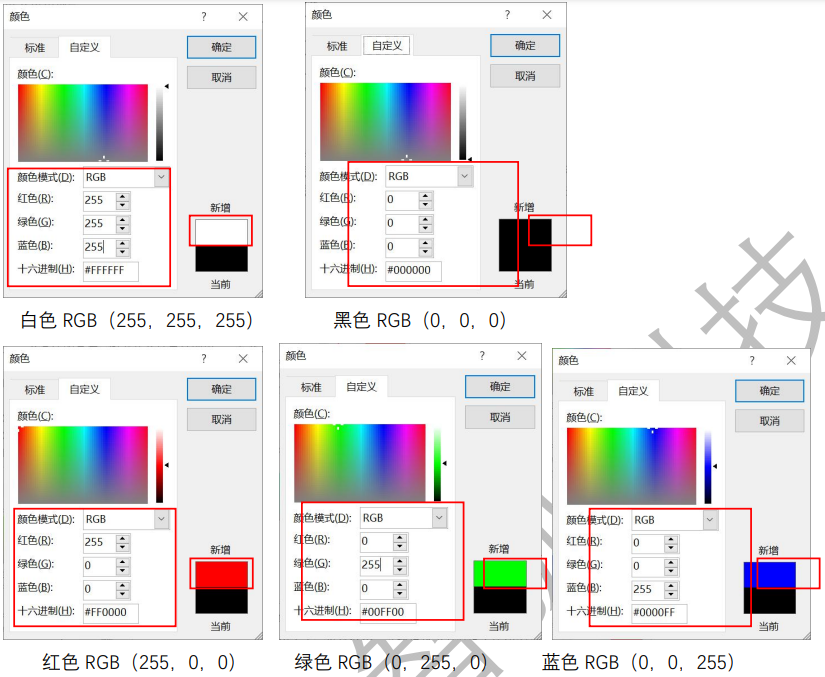 颜色 ?
标准 自定义 确定
取消
颜色(C):
颜色模式(D): RGB
红色(R): 255 新增
绿色(G): 255
蓝色(B): 255
十六进制(H): #FFFFFF
当前
白色 RGB（255，255，255）
颜色 ?
标准 自定义 确定
取消
颜色(C):
颜色模式(D): RGB
红色(R): 0 新增
绿色(G): 0
蓝色(B): 0
十六进制(H): #000000
当前
黑色 RGB（0，0，0）
颜色 ?
标准 自定义 确定
取消
颜色(C):
颜色模式(D): RGB
红色(R): 255 新增
绿色(G): 0
蓝色(B): 0
十六进制(H): #FF0000
当前
红色 RGB（255，0，0）
颜色 ?
标准 自定义 确定
取消
颜色(C):
颜色模式(D): RGB
红色(R): 0 新增
绿色(G): 255
蓝色(B): 0
十六进制(H): #00FF00
当前
绿色 RGB（0，255，0）
颜色 ?
标准 自定义 确定
取消
颜色(C):
颜色模式(D): RGB
红色(R): 0 新增
绿色(G): 0
蓝色(B): 255
十六进制(H): #0000FF
当前
蓝色 RGB（0，0，255）
技